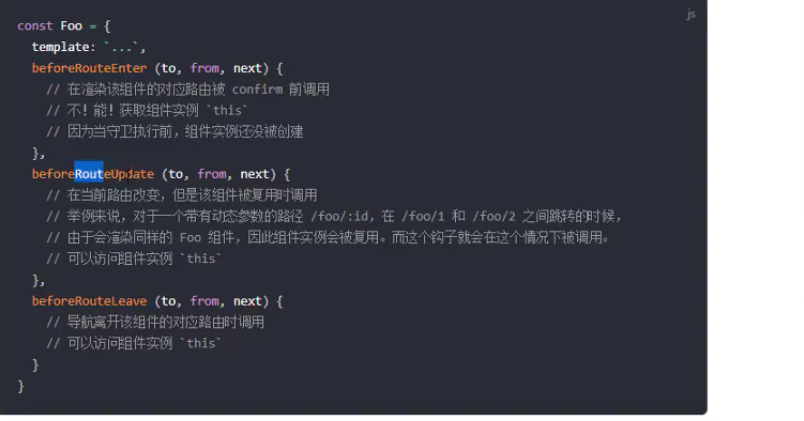 js
const Foo = {
  template: `...`,
  beforeRouteEnter (to, from, next) {
    // 在渲染该组件的对应路由被 confirm 前调用
    // 不！能！获取组件实例 `this`
    // 因为当守卫执行前，组件实例还没被创建
  },
  beforeRouteUpdate (to, from, next) {
    // 在当前路由改变，但是该组件被复用时调用
    // 举例来说，对于一个带有动态参数的路径 /foo/:id，在 /foo/1 和 /foo/2 之间跳转的时候，
    // 由于会渲染同样的 Foo 组件，因此组件实例会被复用。而这个钩子就会在这个情况下被调用。
    // 可以访问组件实例 `this`
  },
  beforeRouteLeave (to, from, next) {
    // 导航离开该组件的对应路由时调用
    // 可以访问组件实例 `this`
  }
}